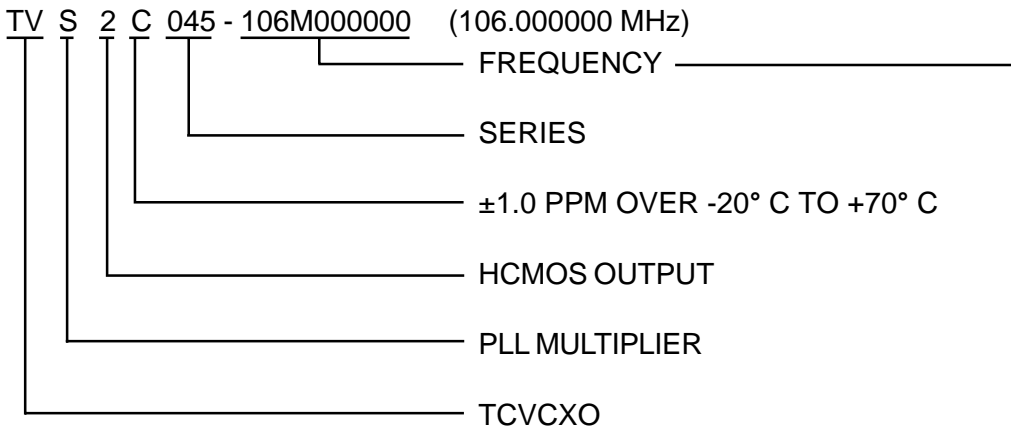 TV S 2 C 045 - 106M000000 (106.000000 MHz)
FREQUENCY
SERIES
±1.0 PPM OVER -20° C TO +70° C
HCMOS OUTPUT
PLL MULTIPLIER
TCVCXO